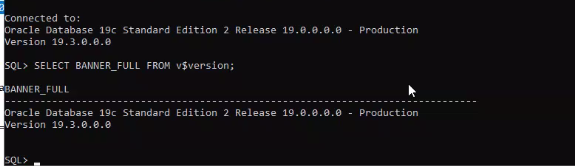 Connected to:
Oracle Database 19c Standard Edition 2 Release 19.0.0.0.0 - Production
Version 19.3.0.0.0
SQL> SELECT BANNER_FULL FROM v$version;
BANNER_FULL
--------------------------------------------------------------------------------
Oracle Database 19c Standard Edition 2 Release 19.0.0.0.0 - Production
Version 19.3.0.0.0
SQL>